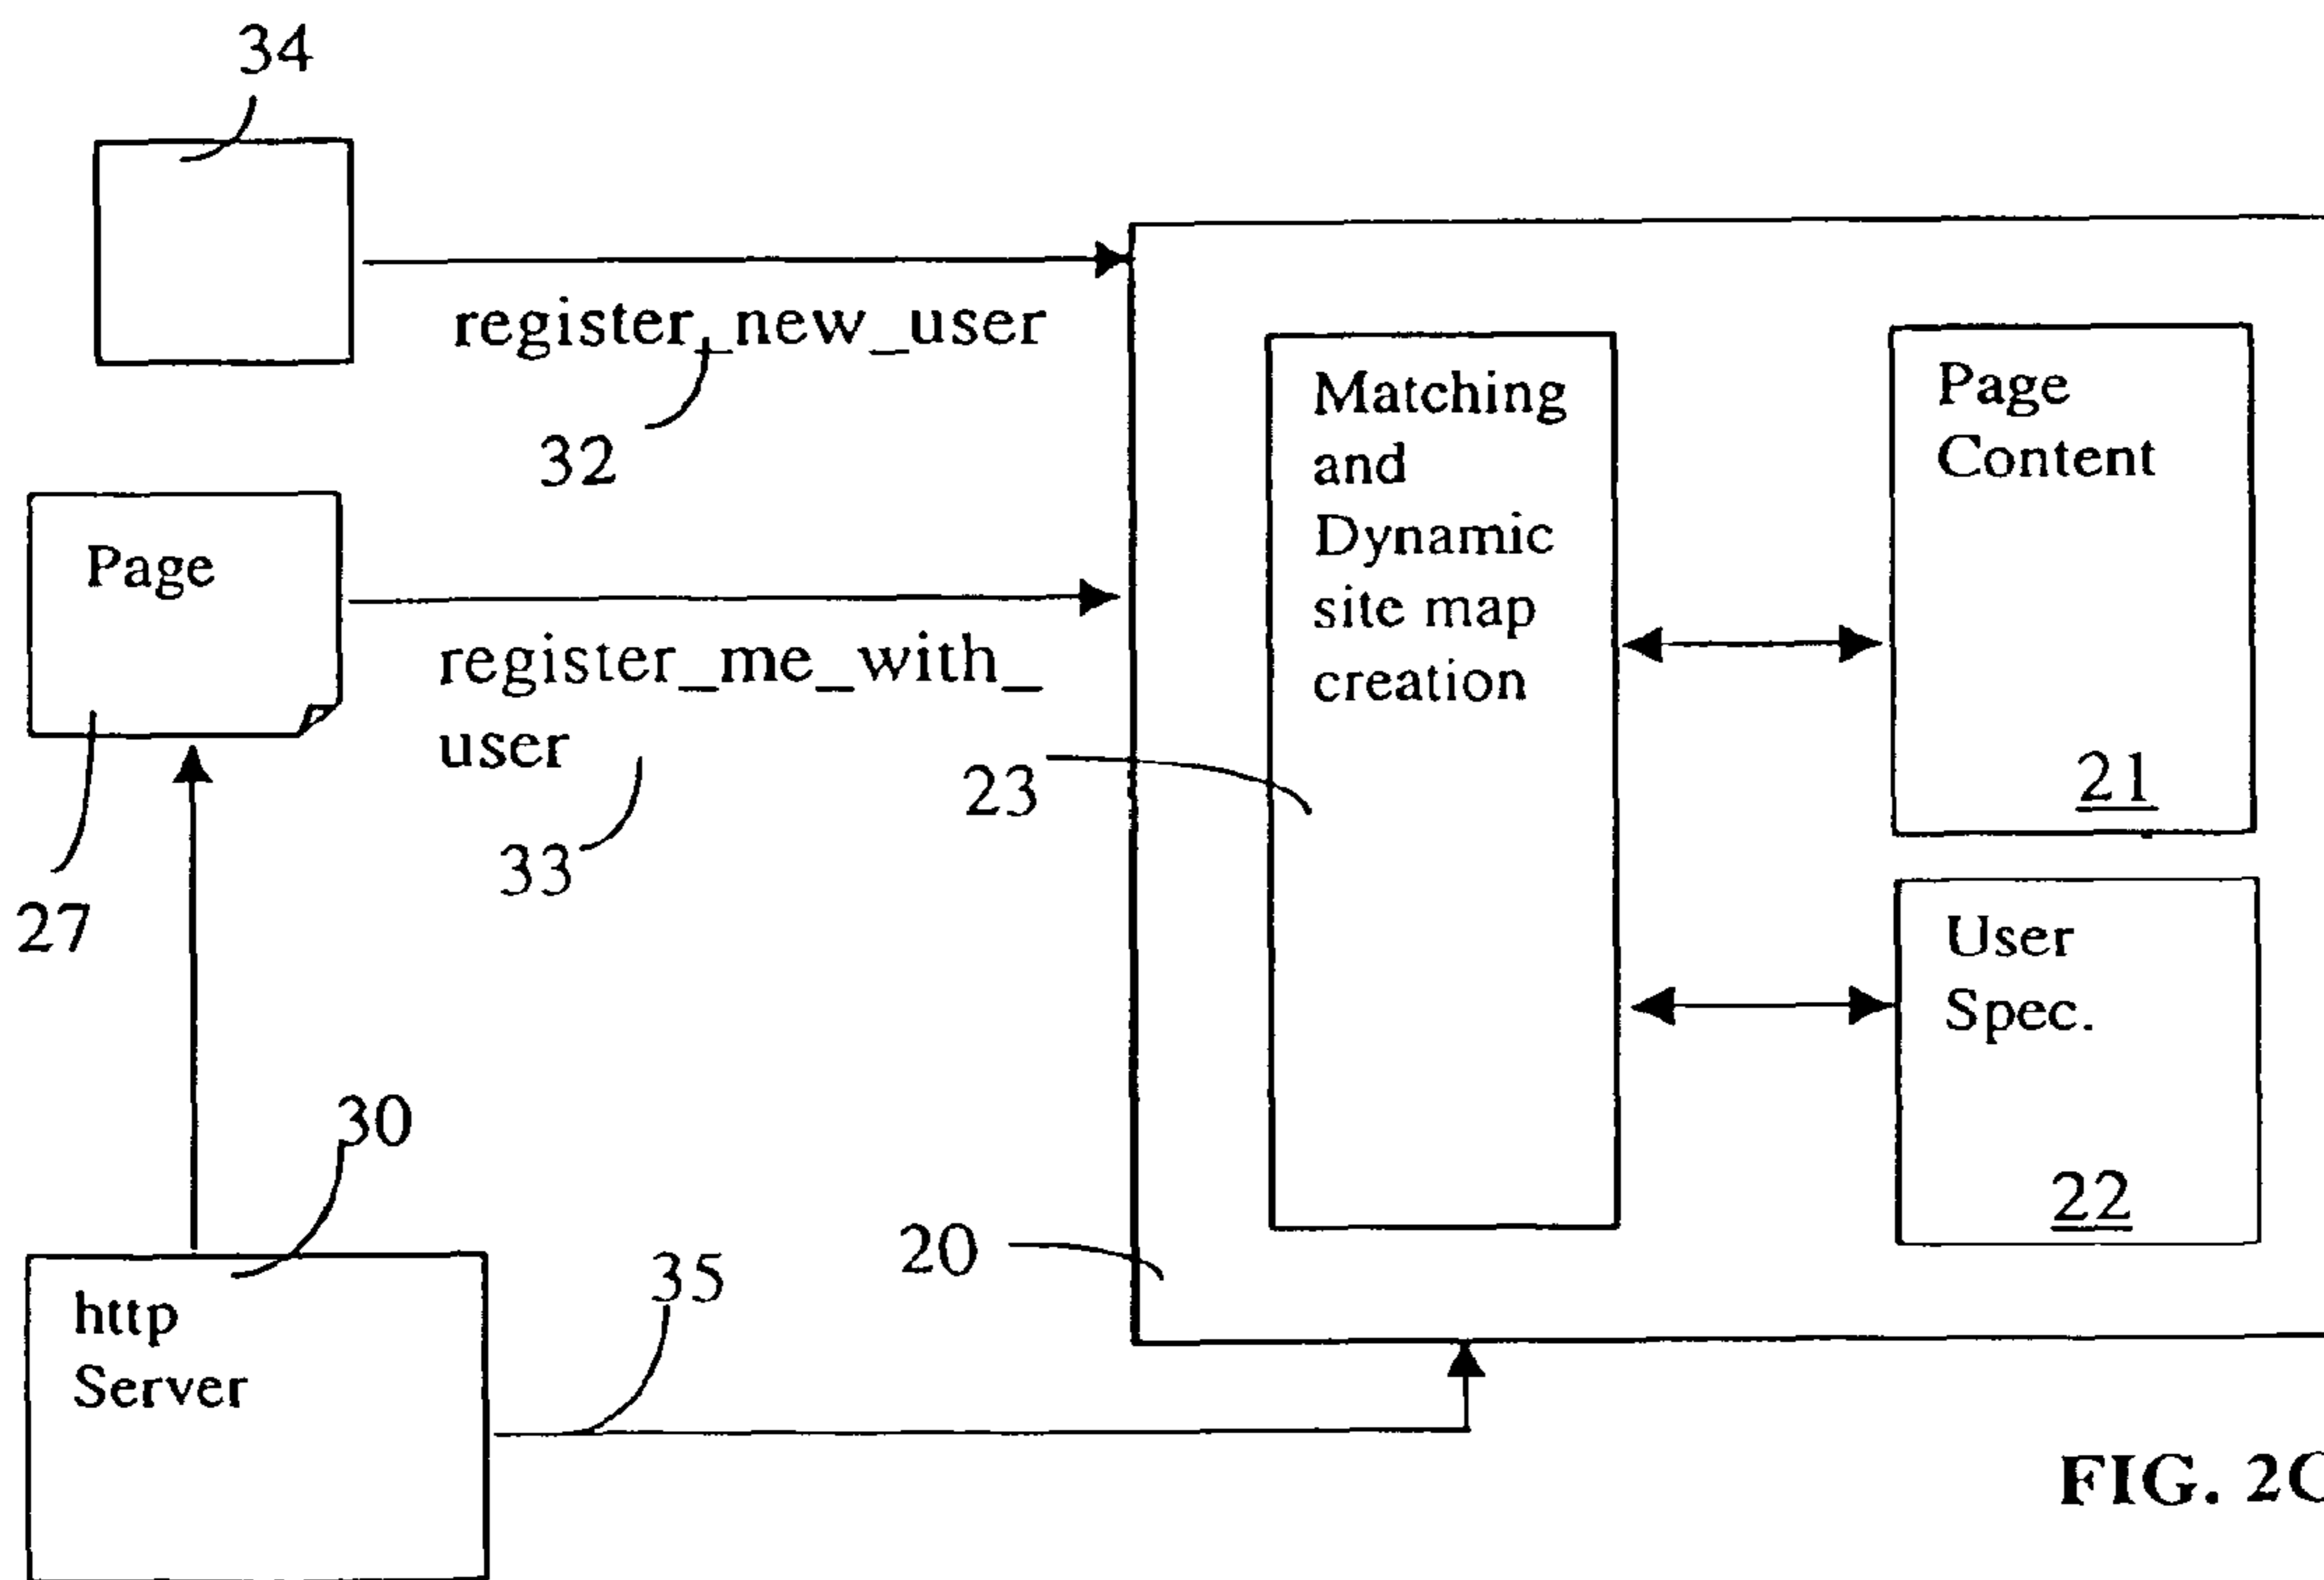 34
register_new_user
32
Page
register_me_with_
user
33
27
Matching
and
Dynamic
site map
creation
23
Page
Content
21
User
Spec.
22
20
30
http
Server
35
FIG. 2C